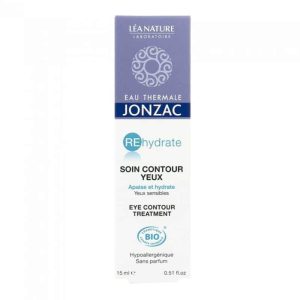 LÉA NATURE
LABORATOIRE
EAU THERMALE
JONZAC
REhydrate
SOIN CONTOUR
YEUX
Apaise et hydrate
Yeux sensibles
EYE CONTOUR
TREATMENT
BIO
Hypoallergénique
Sans parfum
15 ml e 0.51 fl.oz